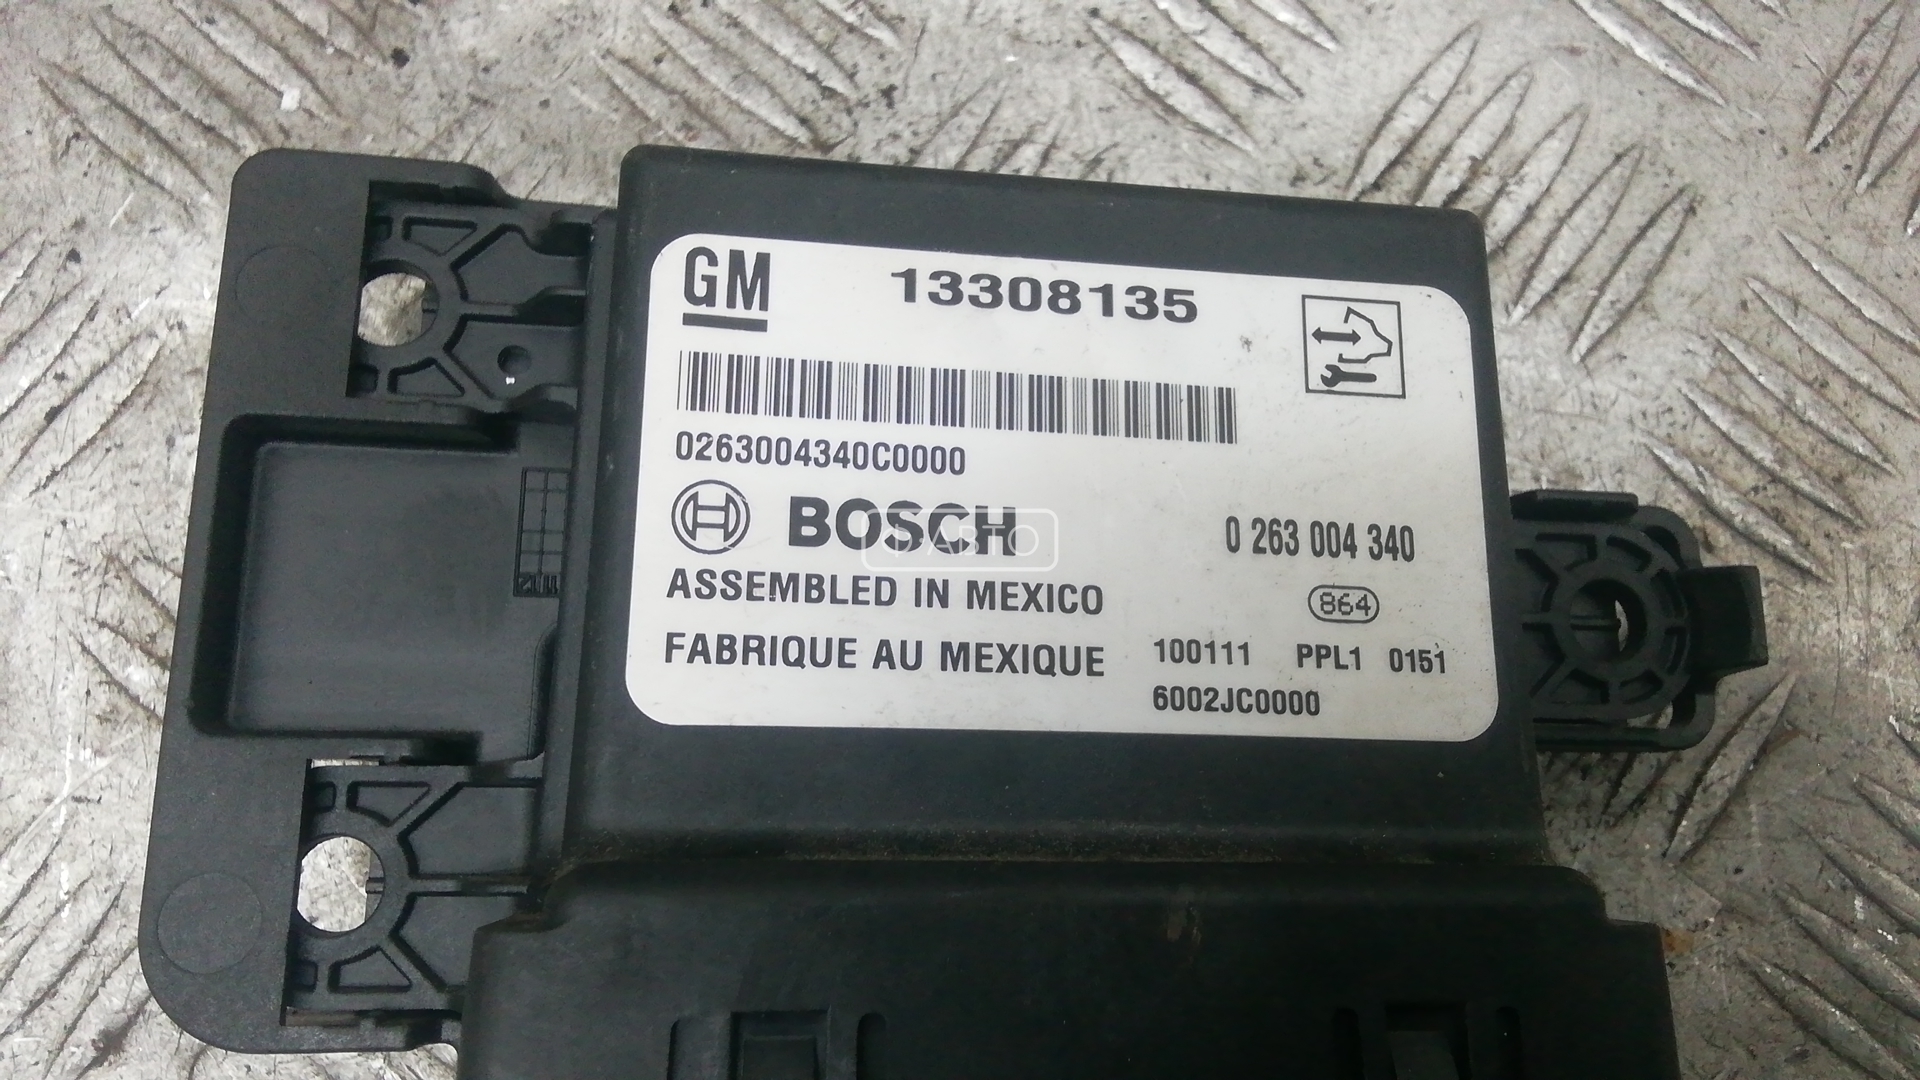 GM 13308135
0263004340C0000
BOSCH 0 263 004 340
ASSEMBLED IN MEXICO 864
FABRIQUE AU MEXIQUE 100111 PPL1 0151
6002JC0000